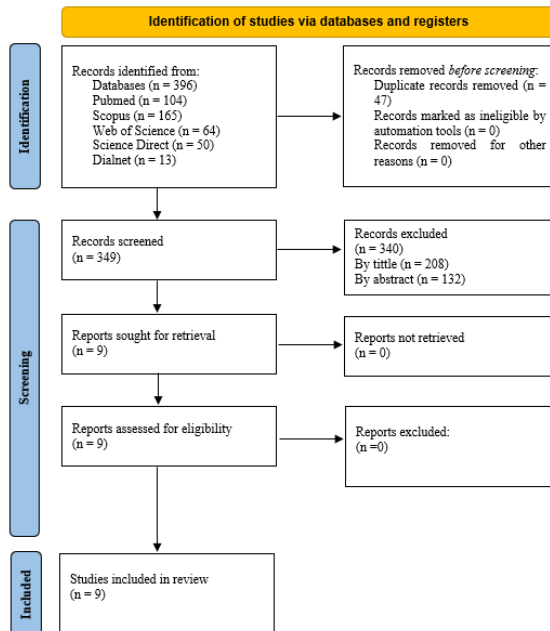 Identification of studies via databases and registers
Identification
Records identified from:
Databases (n = 396)
Pubmed (n = 104)
Scopus (n = 165)
Web of Science (n = 64)
Science Direct (n = 50)
Dialnet (n = 13)
Records removed before screening:
Duplicate records removed (n =
47)
Records marked as ineligible by
automation tools (n = 0)
Records removed for other
reasons (n = 0)
Screening
Records screened
(n = 349)
Records excluded
(n = 340)
By tittle (n = 208)
By abstract (n = 132)
Reports sought for retrieval
(n = 9)
Reports not retrieved
(n = 0)
Reports assessed for eligibility
(n = 9)
Reports excluded:
(n =0)
Included
Studies included in review
(n = 9)